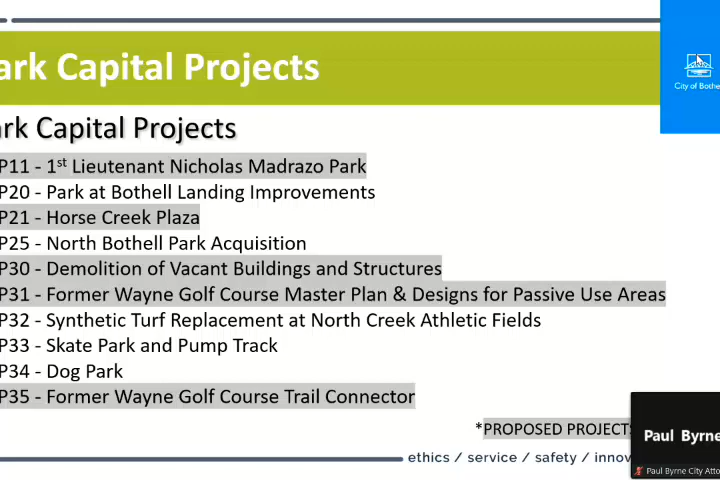 ark Capital Projects
City of Bothe
ark Capital Projects
P11 - 1st Lieutenant Nicholas Madrazo Park
P20 - Park at Bothell Landing Improvements
P21 - Horse Creek Plaza
P25 - North Bothell Park Acquisition
P30 - Demolition of Vacant Buildings and Structures
P31 - Former Wayne Golf Course Master Plan & Designs for Passive Use Areas
P32 - Synthetic Turf Replacement at North Creek Athletic Fields
P33 - Skate Park and Pump Track
P34 - Dog Park
P35 - Former Wayne Golf Course Trail Connector
*PROPOSED PROJECT
Paul Byrne
ethics / service / safety / innov
Paul Byrne City Atto